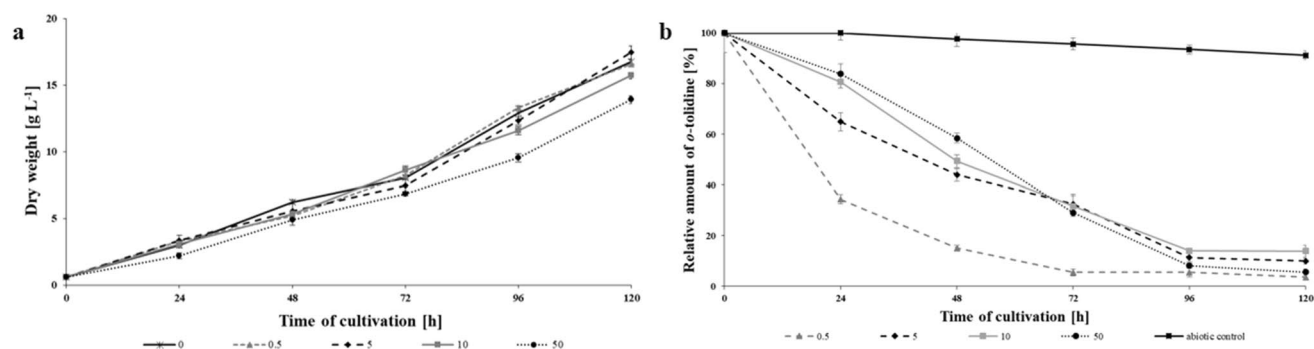 a
Dry weight [g L-1]
20
15
10
5
0
0 24 48 72 96 120
Time of cultivation [h]
0 0.5 5 10 50
b
Relative amount of o-tolidine [%]
100
80
60
40
20
0
0 24 48 72 96 120
Time of cultivation [h]
0.5 5 10 50 abiotic control